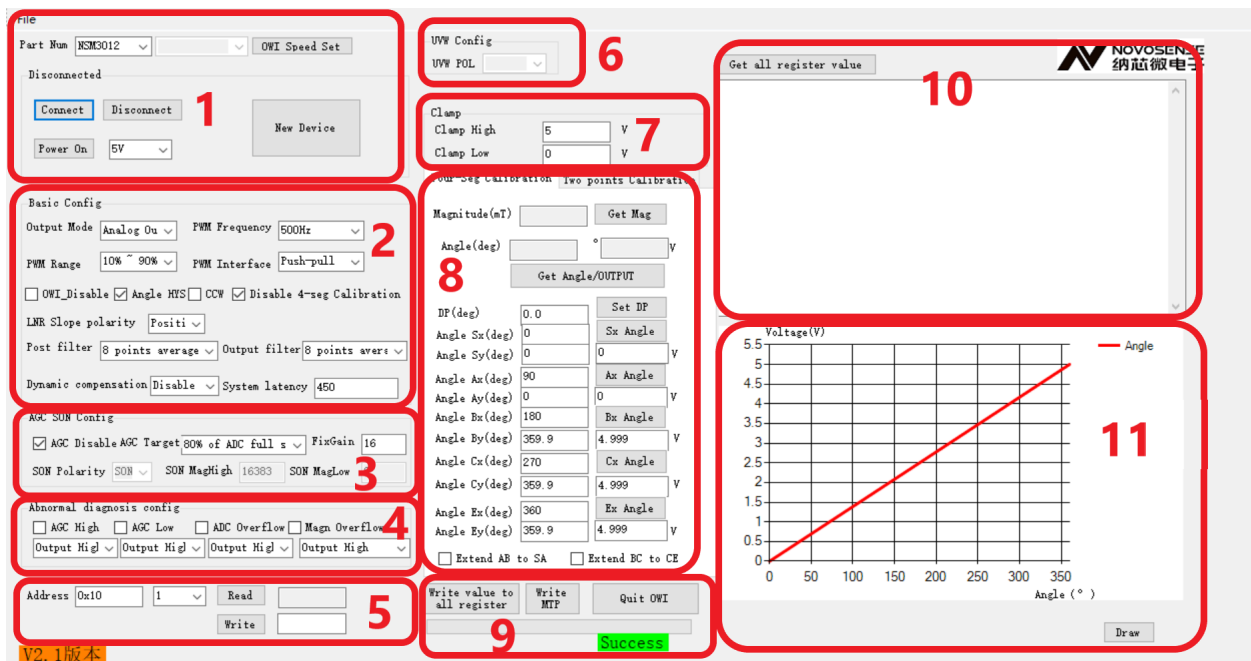 File
Part Num NSM3012 OWI Speed Set
Disconnected
Connect Disconnect
New Device
Power On 5V
1
Basic Config
Output Mode Analog Ou PWM Frequency 500Hz
PWM Range 10% ~ 90% PWM Interface Push-pull
OWI_Disable Angle HYS CCW Disable 4-seg Calibration
LNR Slope polarity Positi
Post filter 8 points average Output filter 8 points avera
Dynamic compensation Disable System latency 450
2
AGC SON Config
AGC Disable AGC Target 80% of ADC full s FixGain 16
SON Polarity SON SON MagHigh 16383 SON MagLow
3
Abnormal diagnosis config
AGC High AGC Low ADC Overflow Magn Overflow
Output Higl Output Higl Output Higl Output High
4
Address 0x10 1 Read
Write
5
V2.1版本
UVW Config
UVW POL
6
Clamp
Clamp High 5 V
Clamp Low 0 V
7
Four-Seg Calibration Two points Calibration
Magnitude(mT) Get Mag
Angle(deg) ° V
Get Angle/OUTPUT
8
DP(deg) 0.0 Set DP
Angle Sx(deg) 0 Sx Angle
Angle Sy(deg) 0 0 V
Angle Ax(deg) 90 Ax Angle
Angle Ay(deg) 0 0 V
Angle Bx(deg) 180 Bx Angle
Angle By(deg) 359.9 4.999 V
Angle Cx(deg) 270 Cx Angle
Angle Cy(deg) 359.9 4.999 V
Angle Ex(deg) 360 Ex Angle
Angle Ey(deg) 359.9 4.999 V
Extend AB to SA Extend BC to CE
Write value to all register Write MTP Quit OWI
9
Success
Get all register value
NOVOSENSE
纳芯微电子
10
Voltage(V)
5.5
5
4.5
4
3.5
3
2.5
2
1.5
1
0.5
0
0 50 100 150 200 250 300 350
Angle (° )
Angle
11
Draw